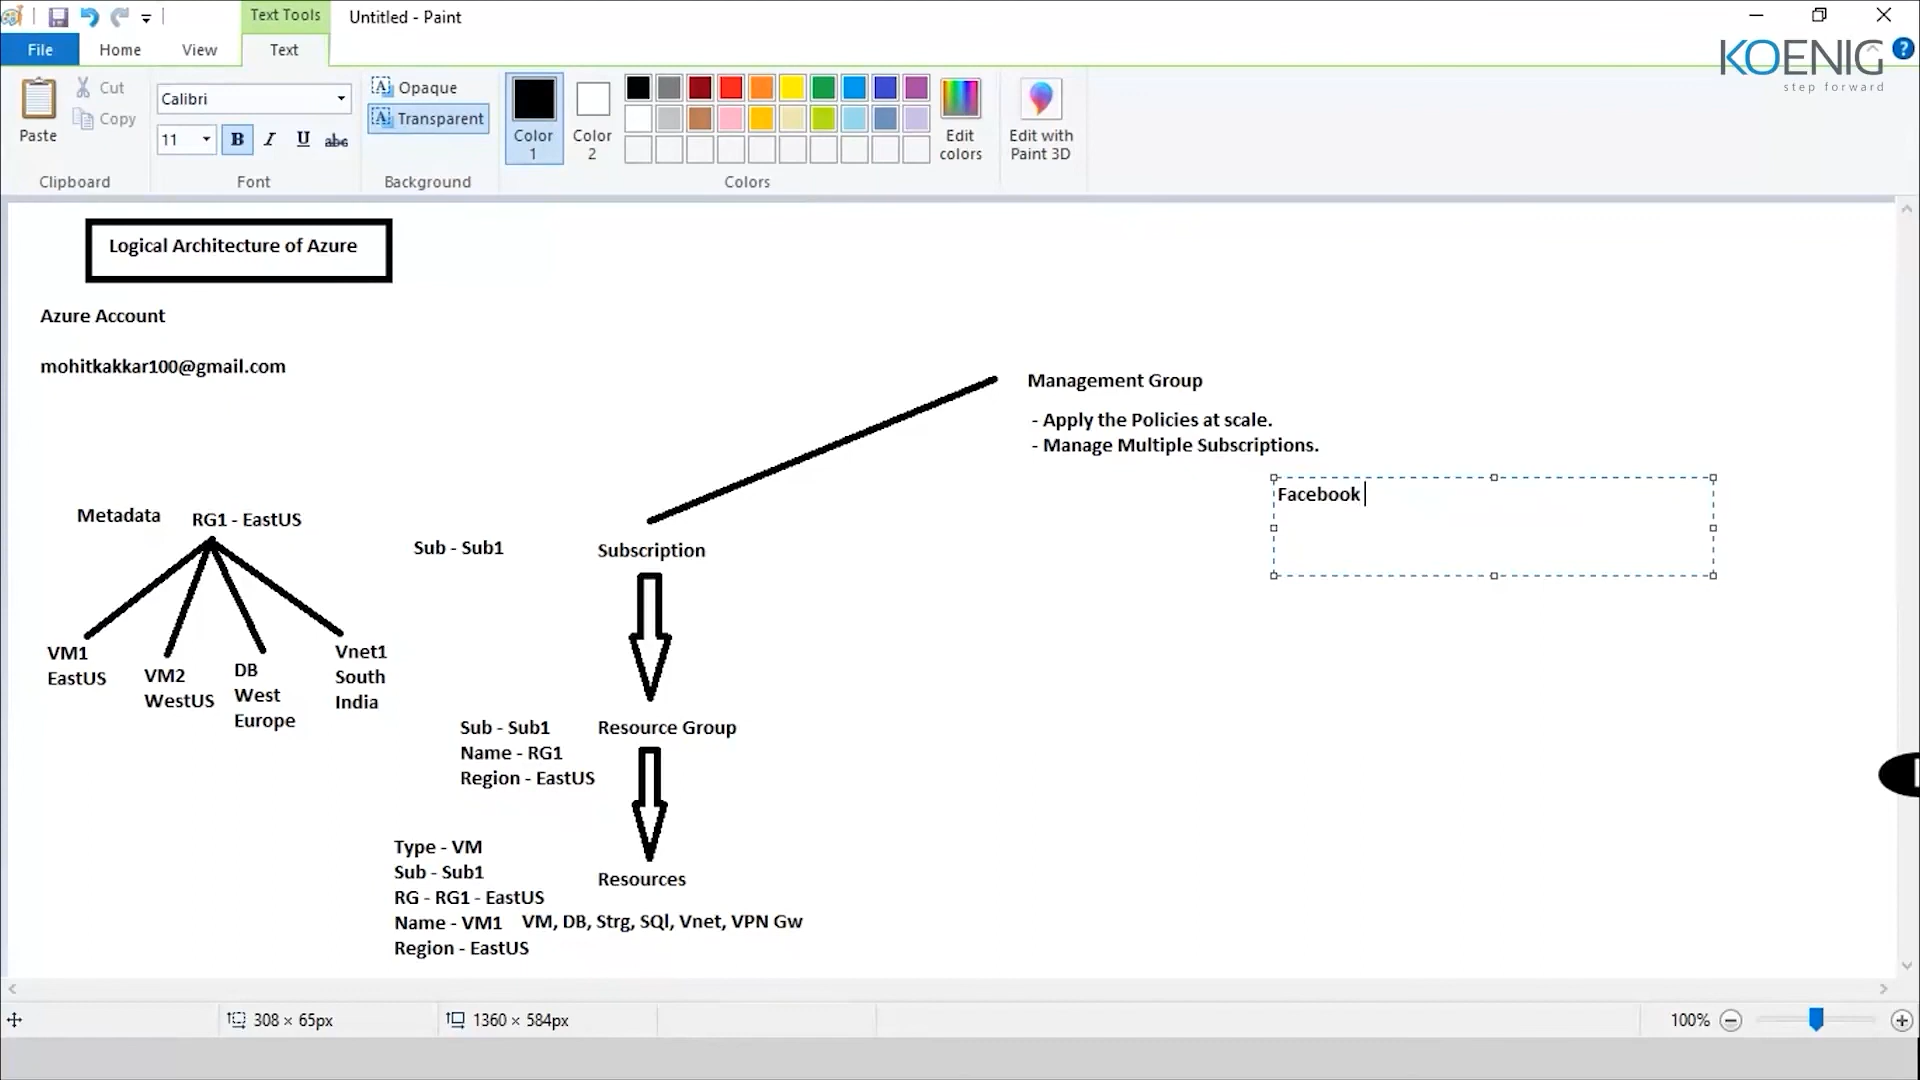 Text Tools
Untitled - Paint
File
Home
View
Text
KOENIG
step forward
Paste
Cut
Copy
Clipboard
Calibri
11
B
I
U
abc
Font
Opaque
Transparent
Background
Color
1
Color
2
Edit
colors
Colors
Edit with
Paint 3D
Logical Architecture of Azure
Azure Account
mohitkakkar100@gmail.com
Management Group
- Apply the Policies at scale.
- Manage Multiple Subscriptions.
Facebook
Metadata
RG1 - EastUS
VM1
EastUS
VM2
WestUS
DB
West
Europe
Vnet1
South
India
Sub - Sub1
Subscription
Sub - Sub1
Name - RG1
Region - EastUS
Resource Group
Type - VM
Sub - Sub1
RG - RG1 - EastUS
Name - VM1
Region - EastUS
Resources
VM, DB, Strg, SQl, Vnet, VPN Gw
308 × 65px
1360 × 584px
100%